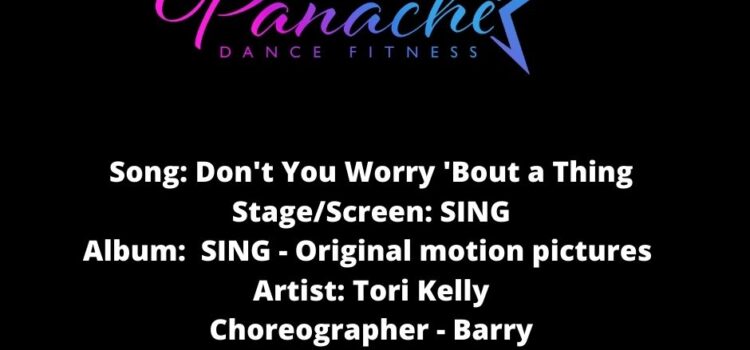 Panache
DANCE FITNESS
Song: Don't You Worry 'Bout a Thing
Stage/Screen: SING
Album: SING - Original motion pictures
Artist: Tori Kelly
Choreographer - Barry